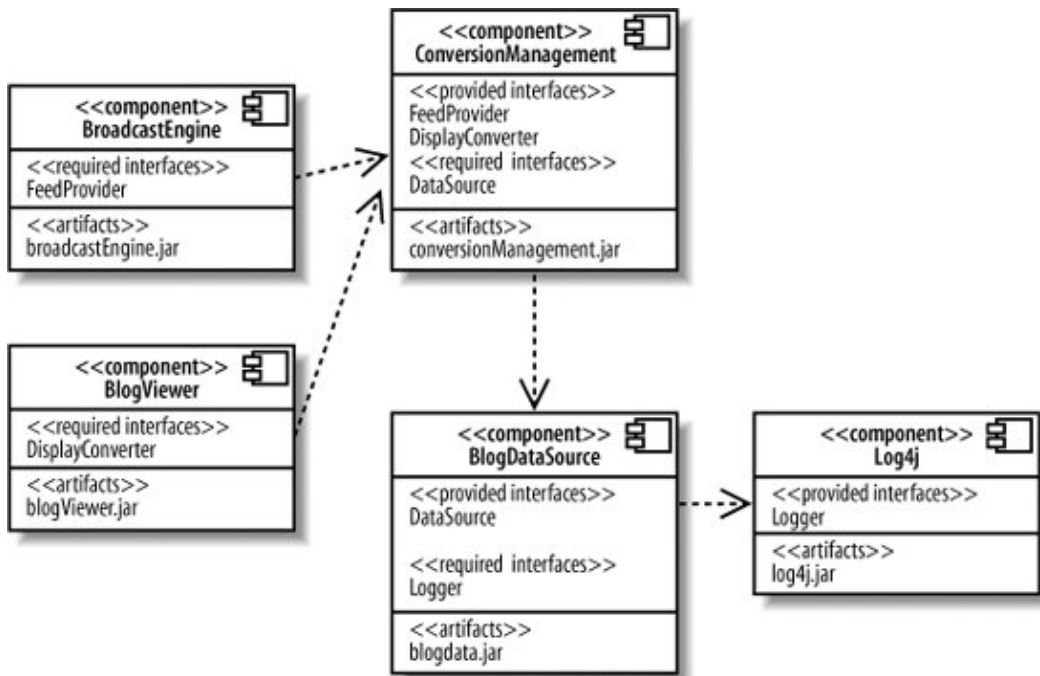 <<component>>
BroadcastEngine
<<required interfaces>>
FeedProvider
<<artifacts>>
broadcastEngine.jar
<<component>>
ConversionManagement
<<provided interfaces>>
FeedProvider
DisplayConverter
<<required interfaces>>
DataSource
<<artifacts>>
conversionManagement.jar
<<component>>
BlogViewer
<<required interfaces>>
DisplayConverter
<<artifacts>>
blogViewer.jar
<<component>>
BlogDataSource
<<provided interfaces>>
DataSource
<<required interfaces>>
Logger
<<artifacts>>
blogdata.jar
<<component>>
Log4j
<<provided interfaces>>
Logger
<<artifacts>>
log4j.jar